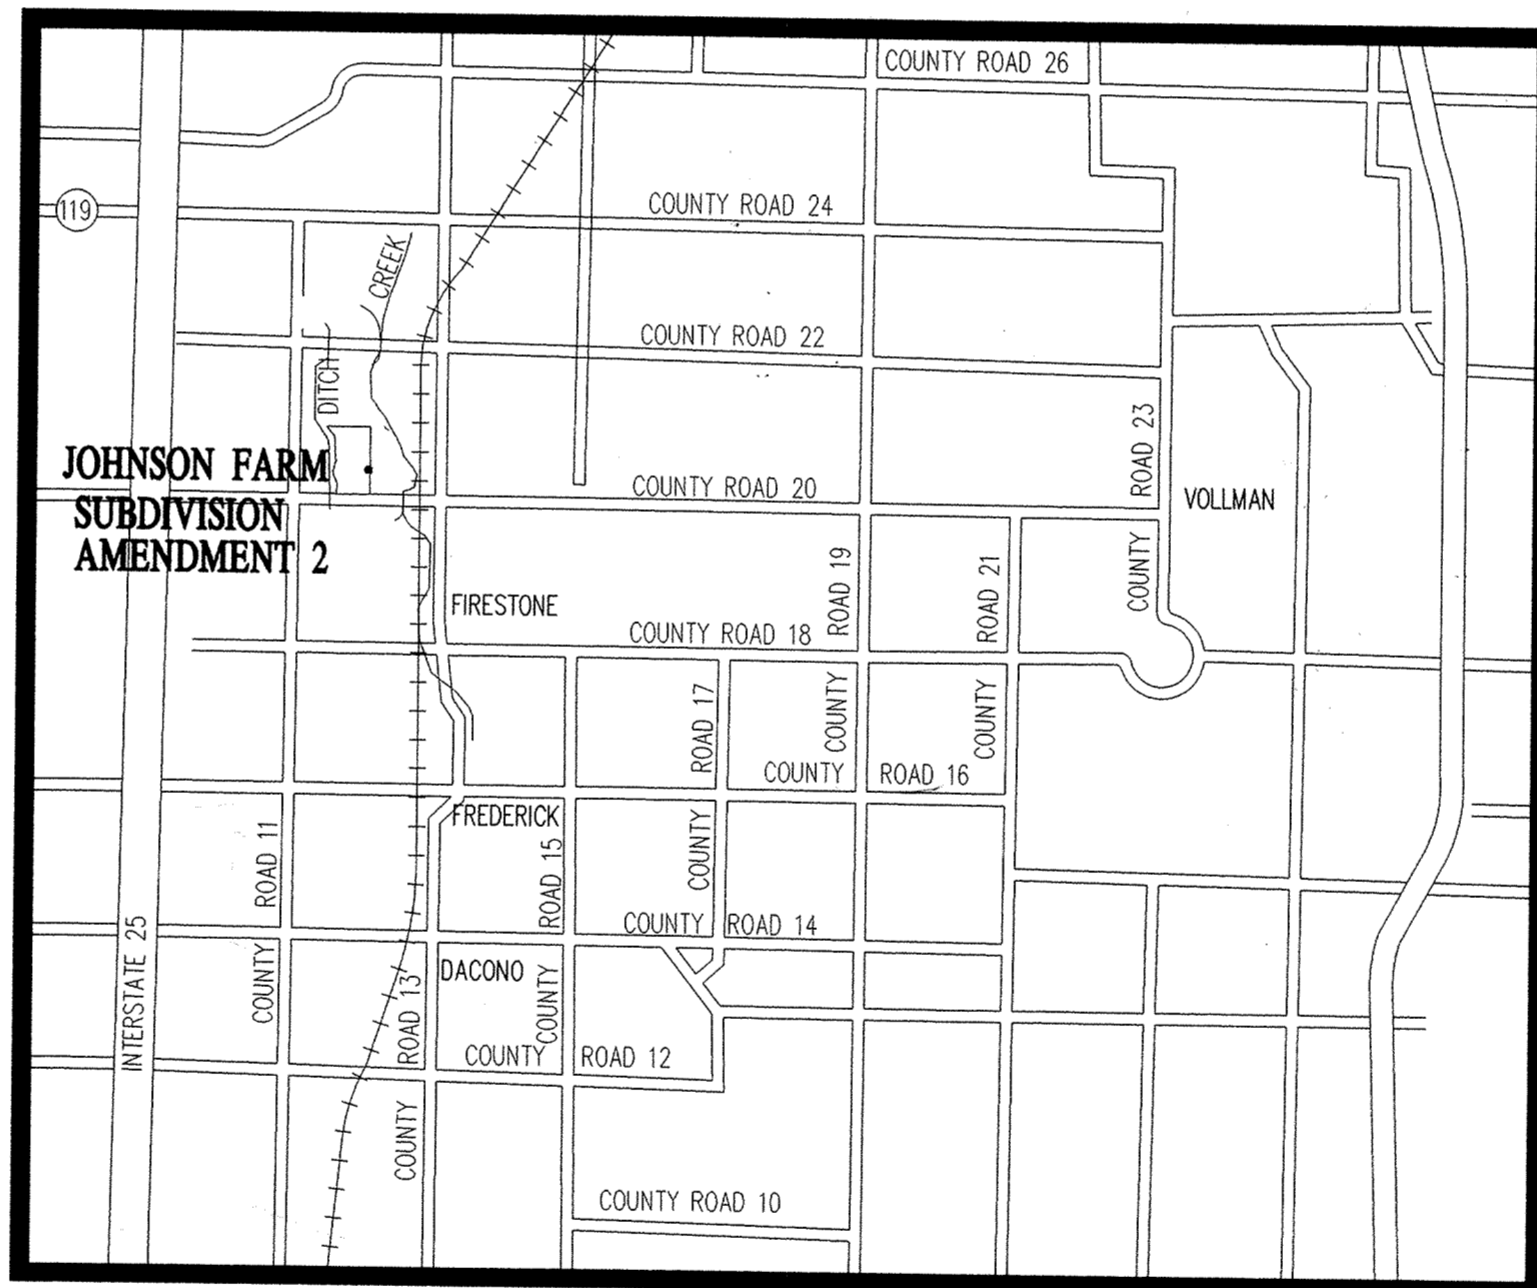 COUNTY ROAD 26
119
COUNTY ROAD 24
CREEK
COUNTY ROAD 22
DITCH
JOHNSON FARM
SUBDIVISION
AMENDMENT 2
COUNTY ROAD 20
COUNTY ROAD 23
VOLLMAN
FIRESTONE
COUNTY ROAD 18
COUNTY ROAD 19
COUNTY ROAD 21
COUNTY ROAD 17
COUNTY ROAD 16
FREDERICK
COUNTY ROAD 11
COUNTY ROAD 15
COUNTY ROAD 14
INTERSTATE 25
DACONO
COUNTY ROAD 13
COUNTY ROAD 12
COUNTY ROAD 10